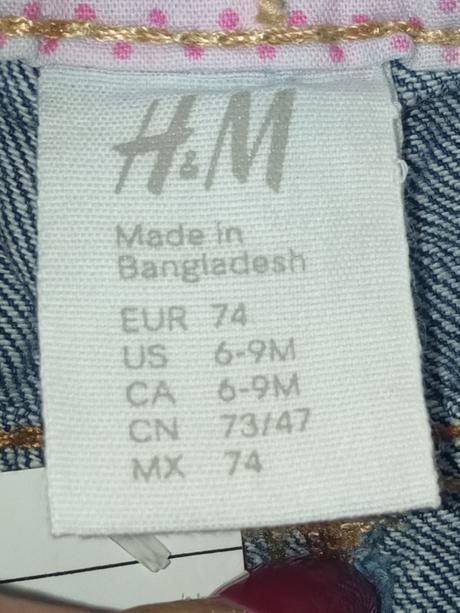 H&M
Made in
Bangladesh
EUR 74
US 6-9M
CA 6-9M
CN 73/47
MX 74